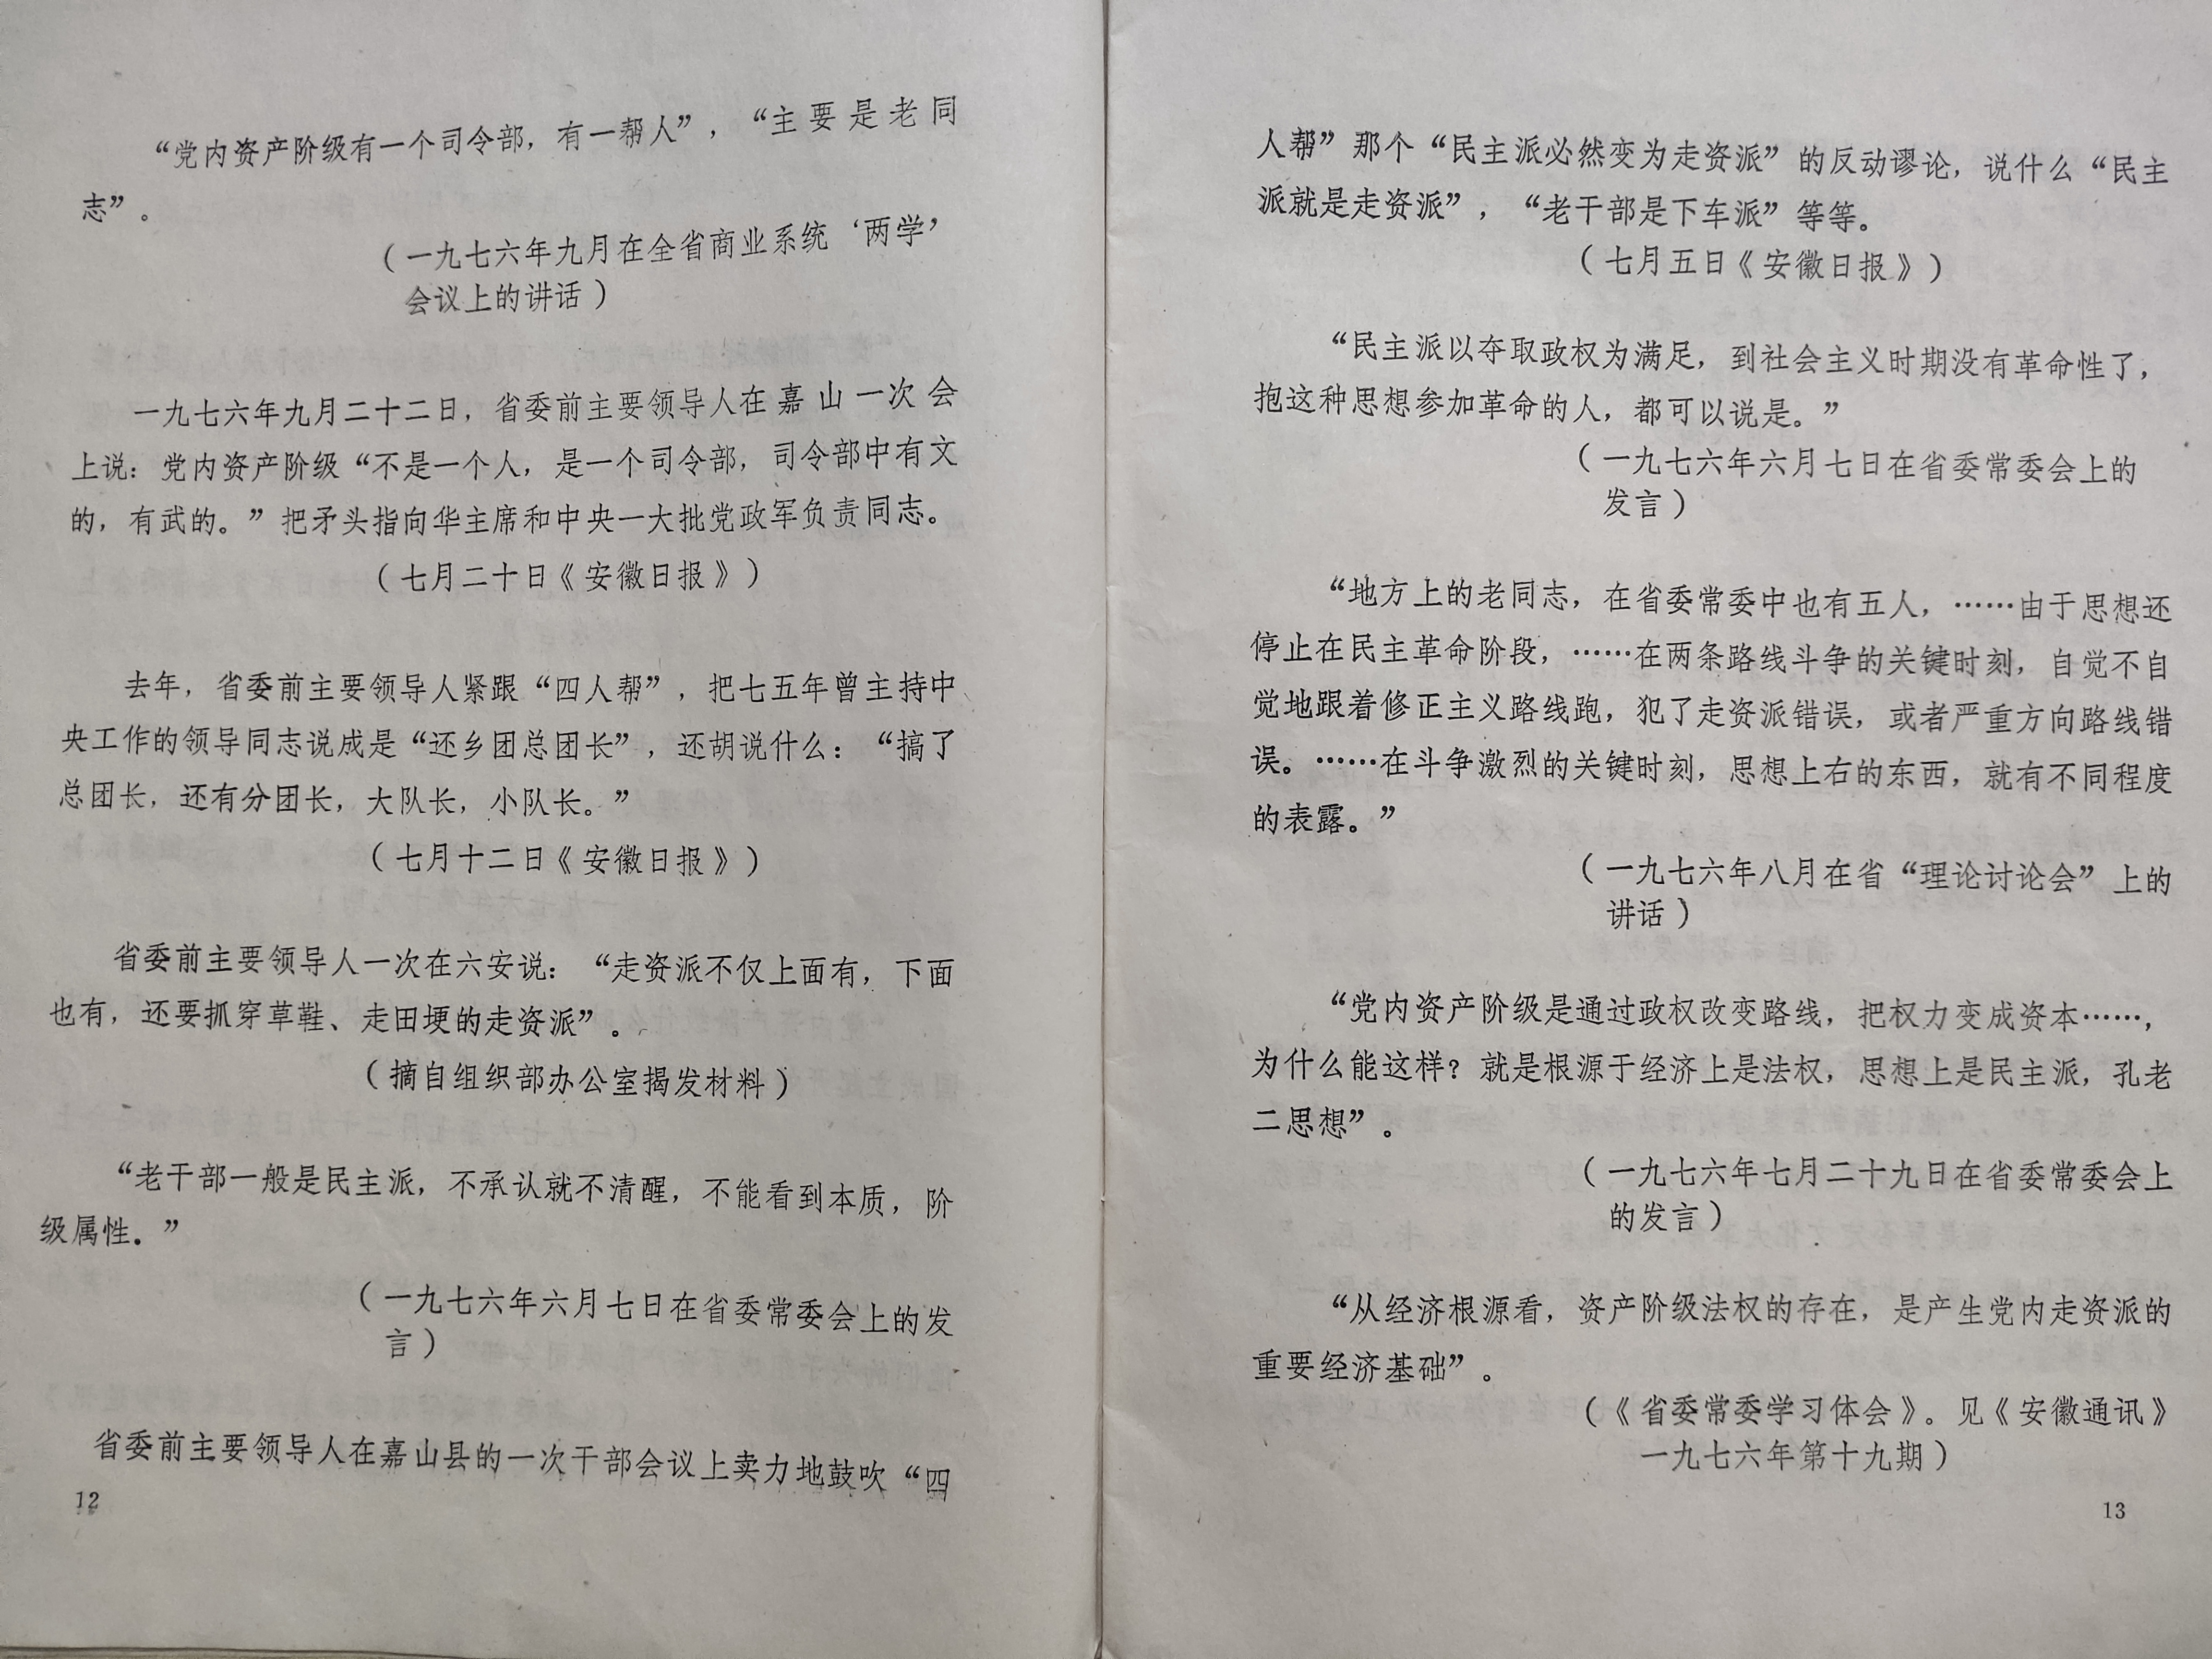 “党内资产阶级有一个司令部，有一帮人”，“主要是老同
志”。
（一九七六年九月在全省商业系统‘两学’
会议上的讲话）
一九七六年九月二十二日，省委前主要领导人在嘉山一次会
上说：党内资产阶级“不是一个人，是一个司令部，司令部中有文
的，有武的。”把矛头指向华主席和中央一大批党政军负责同志。
（七月二十日《安徽日报》）
去年，省委前主要领导人紧跟“四人帮”，把七五年曾主持中
央工作的领导同志说成是“还乡团总团长”，还胡说什么：“搞了
总团长，还有分团长，大队长，小队长。”
（七月十二日《安徽日报》）
省委前主要领导人一次在六安说：“走资派不仅上面有，下面
也有，还要抓穿草鞋、走田埂的走资派”。
（摘自组织部办公室揭发材料）
“老干部一般是民主派，不承认就不清醒，不能看到本质，阶
级属性。”
（一九七六年六月七日在省委常委会上的发
言）
省委前主要领导人在嘉山县的一次干部会议上卖力地鼓吹“四
12
人帮”那个“民主派必然变为走资派”的反动谬论，说什么“民主
派就是走资派”，“老干部是下车派”等等。
（七月五日《安徽日报》）
“民主派以夺取政权为满足，到社会主义时期没有革命性了，
抱这种思想参加革命的人，都可以说是。”
（一九七六年六月七日在省委常委会上的
发言）
“地方上的老同志，在省委常委中也有五人，……由于思想还
停止在民主革命阶段，……在两条路线斗争的关键时刻，自觉不自
觉地跟着修正主义路线跑，犯了走资派错误，或者严重方向路线错
误。……在斗争激烈的关键时刻，思想上右的东西，就有不同程度
的表露。”
（一九七六年八月在省“理论讨论会”上的
讲话）
“党内资产阶级是通过政权改变路线，把权力变成资本……，
为什么能这样？就是根源于经济上是法权，思想上是民主派，孔老
二思想”。
（一九七六年七月二十九日在省委常委会上
的发言）
“从经济根源看，资产阶级法权的存在，是产生党内走资派的
重要经济基础”。
（《省委常委学习体会》。见《安徽通讯》
一九七六年第十九期）
13